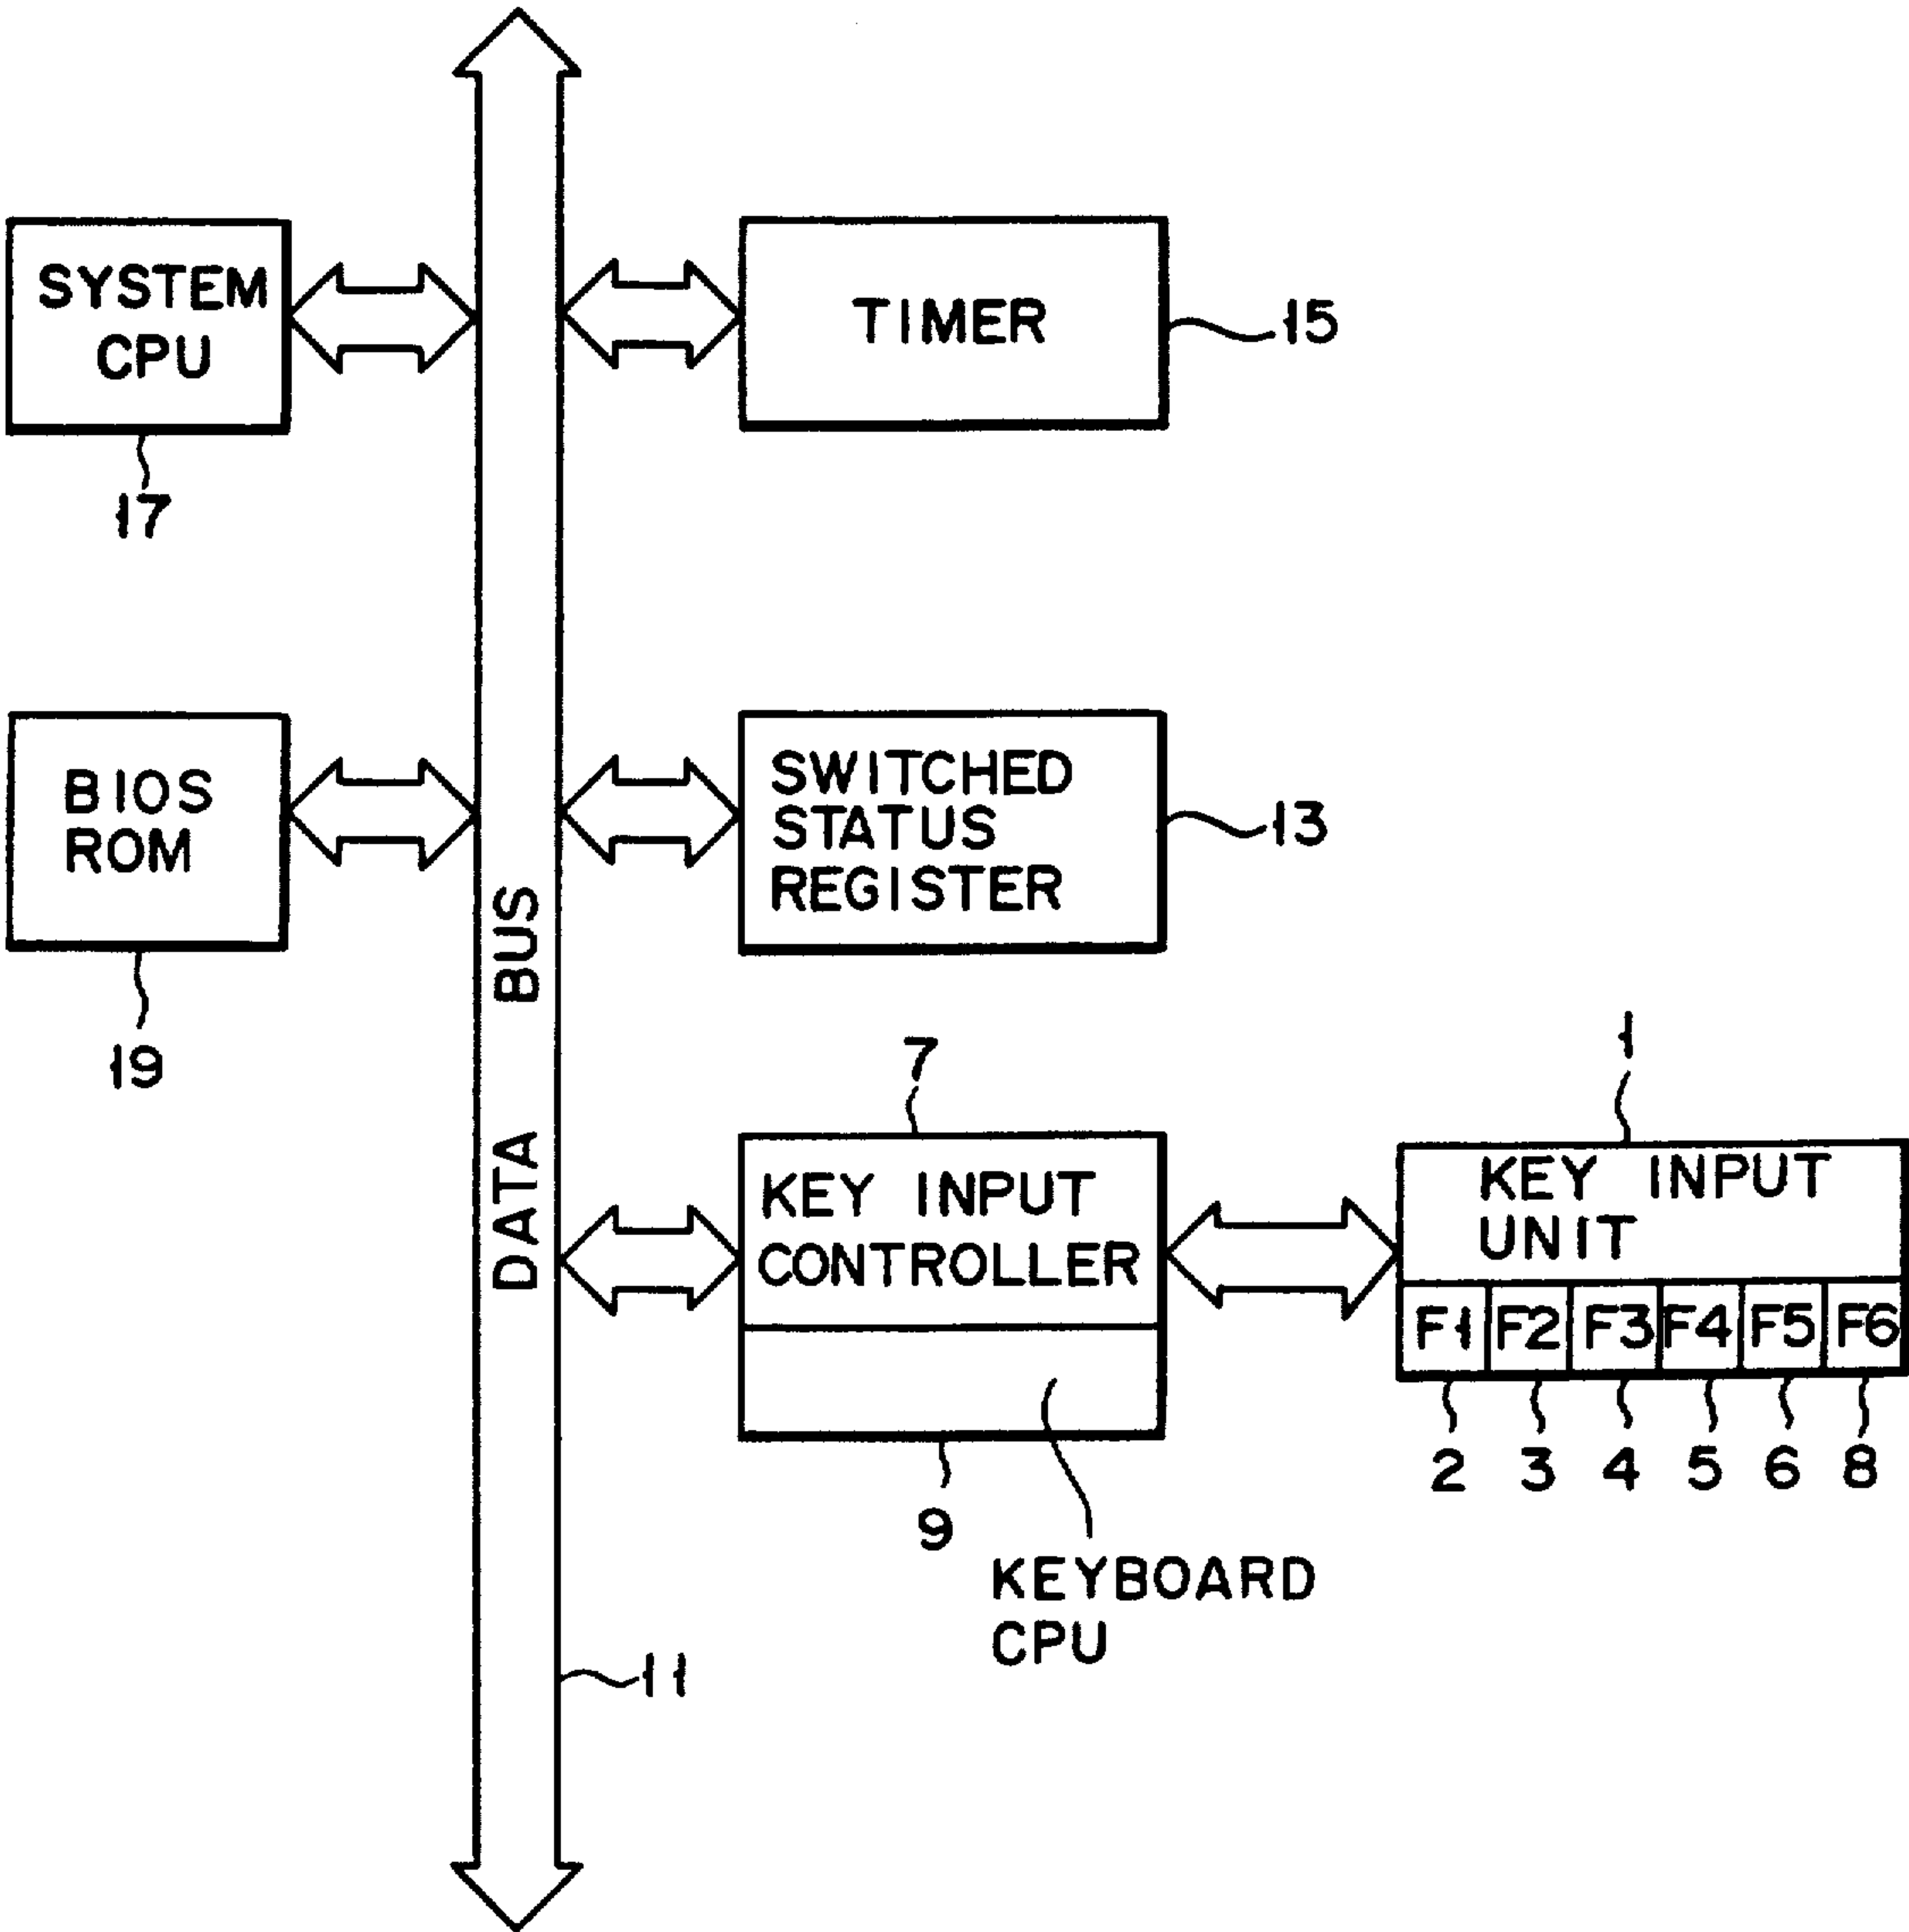 SYSTEM
CPU
17
TIMER
15
BIOS
ROM
19
SWITCHED
STATUS
REGISTER
13
DATA BUS
11
7
KEY INPUT
CONTROLLER
9
KEYBOARD
CPU
1
KEY INPUT
UNIT
F1 F2 F3 F4 F5 F6
2 3 4 5 6 8